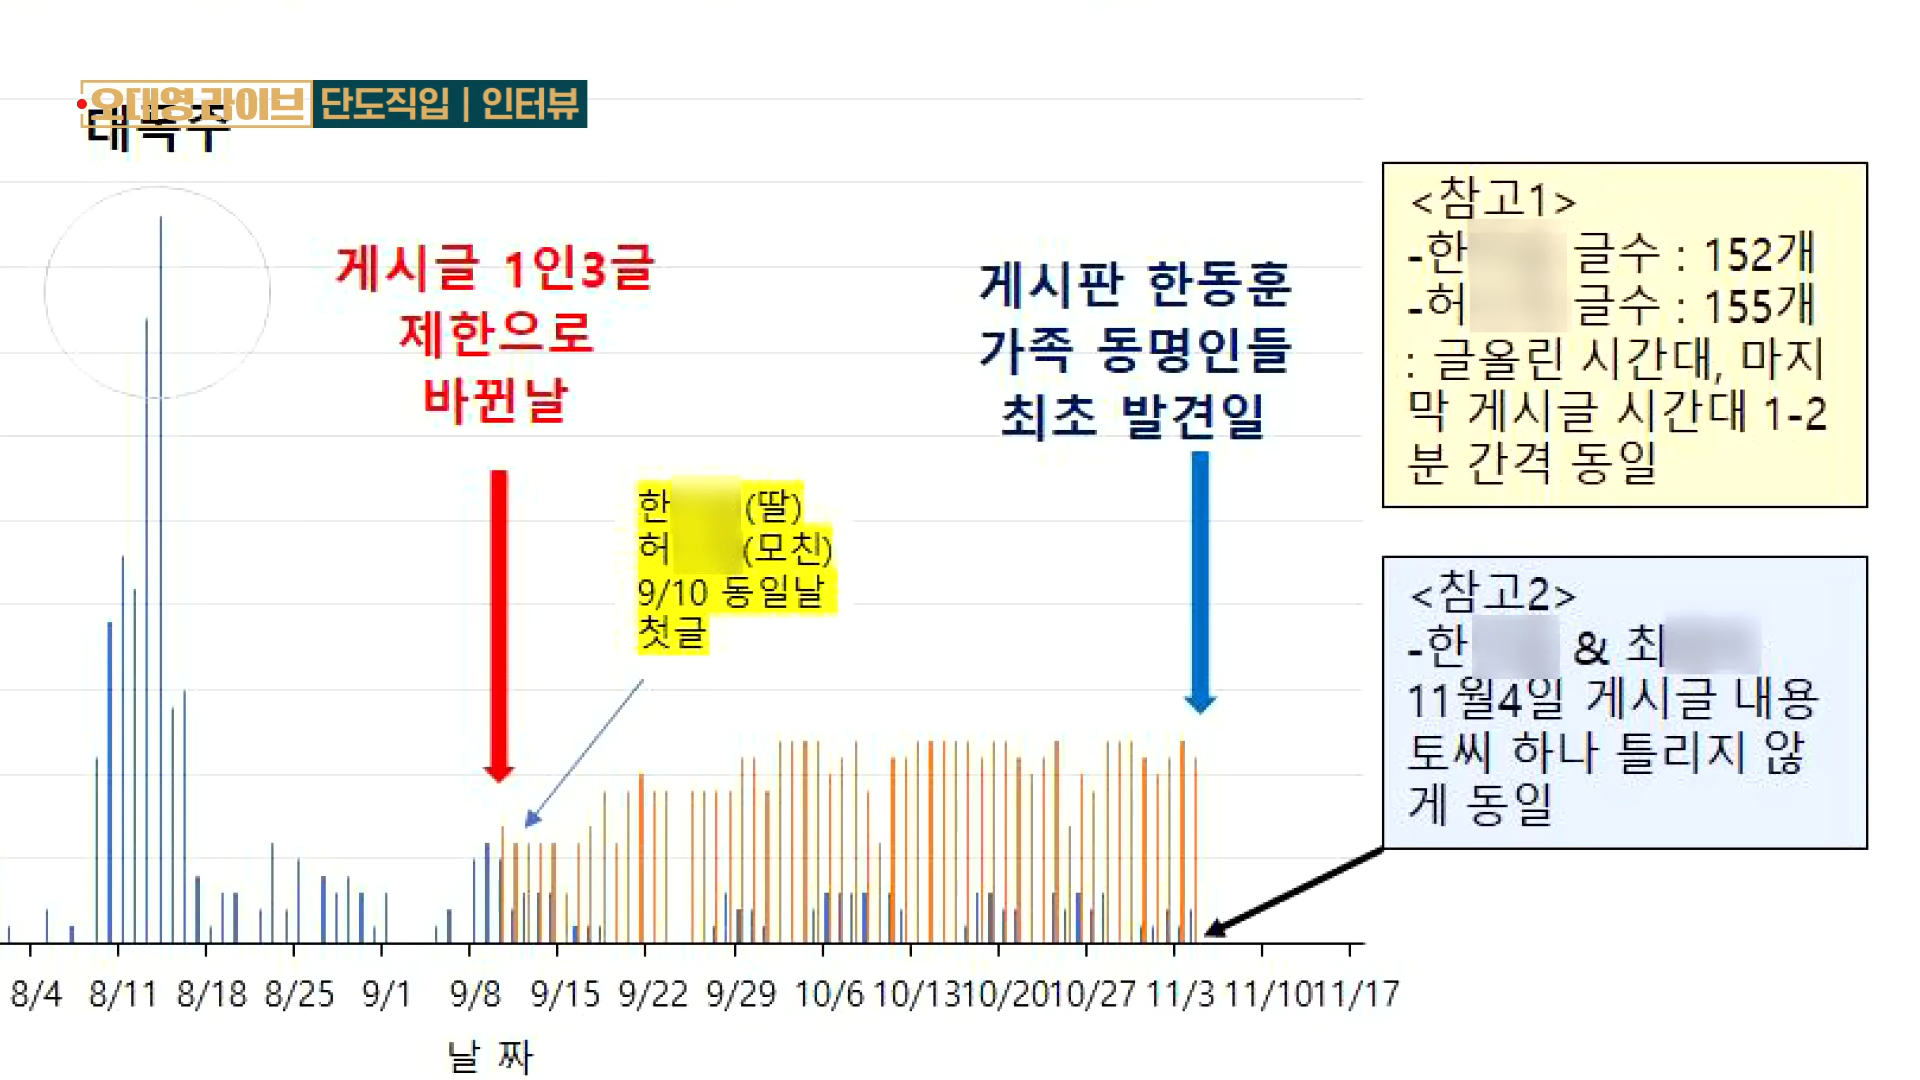 오대영 라이브 단도직입 | 인터뷰
게시글 1인3글
제한으로
바뀐날
게시판 한동훈
가족 동명인들
최초 발견일
한 (딸)
허 (모친)
9/10 동일날
첫글
<참고1>
-한 글수 : 152개
-허 글수 : 155개
: 글올린 시간대, 마지
막 게시글 시간대 1-2
분 간격 동일
<참고2>
-한 & 최
11월4일 게시글 내용
토씨 하나 틀리지 않
게 동일
8/4 8/11 8/18 8/25 9/1 9/8 9/15 9/22 9/29 10/6 10/13 10/20 10/27 11/3 11/10 11/17
날 짜